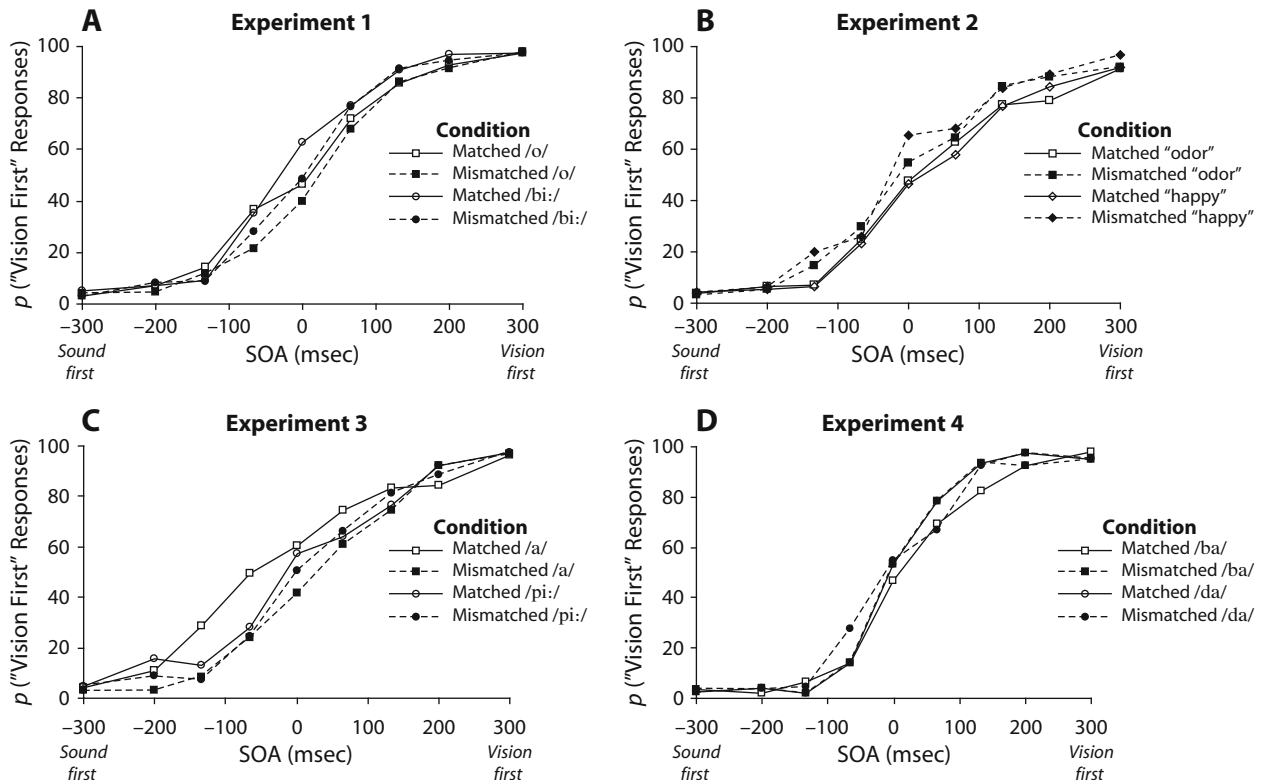 A
Experiment 1
p ("Vision First" Responses)
100
80
60
40
20
0
Condition
Matched /o/
Mismatched /o/
Matched /bi:/
Mismatched /bi:/
–300
–200
–100
0
100
200
300
Sound
first
SOA (msec)
Vision
first
B
Experiment 2
p ("Vision First" Responses)
100
80
60
40
20
0
Condition
Matched “odor”
Mismatched “odor”
Matched “happy”
Mismatched “happy”
–300
–200
–100
0
100
200
300
Sound
first
SOA (msec)
Vision
first
C
Experiment 3
p ("Vision First" Responses)
100
80
60
40
20
0
Condition
Matched /a/
Mismatched /a/
Matched /pi:/
Mismatched /pi:/
–300
–200
–100
0
100
200
300
Sound
first
SOA (msec)
Vision
first
D
Experiment 4
p ("Vision First" Responses)
100
80
60
40
20
0
Condition
Matched /ba/
Mismatched /ba/
Matched /da/
Mismatched /da/
–300
–200
–100
0
100
200
300
Sound
first
SOA (msec)
Vision
first